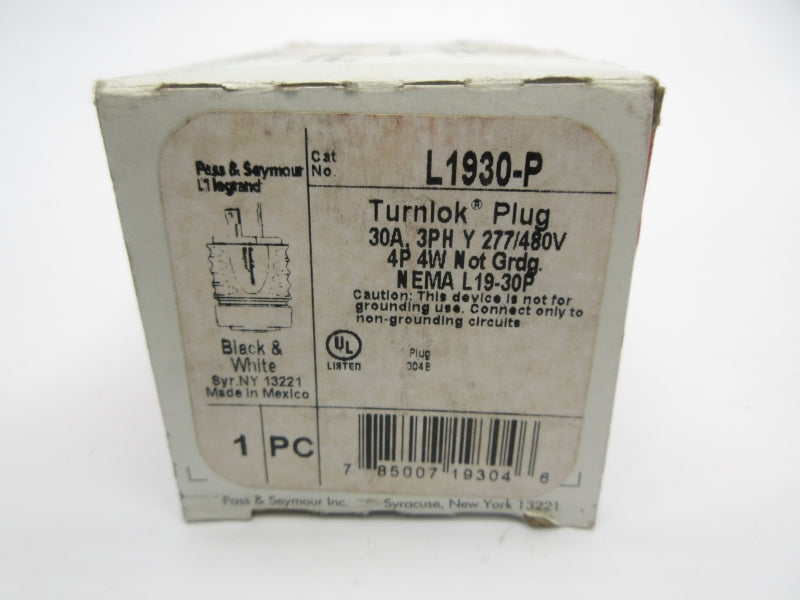 Pass & Seymour
Legrand
Cat
No.
L1930-P
Turnlok® Plug
30A, 3PH Y 277/480V
4P 4W Not Grdg.
NEMA L19-30P
Caution: This device is not for
grounding use. Connect only to
non-grounding circuits
Black &
White
Syr.NY 13221
Made in Mexico
UL
LISTED
Plug
304B
1 PC
7 85007 19304 6
Pass & Seymour Inc. Syracuse, New York 13221